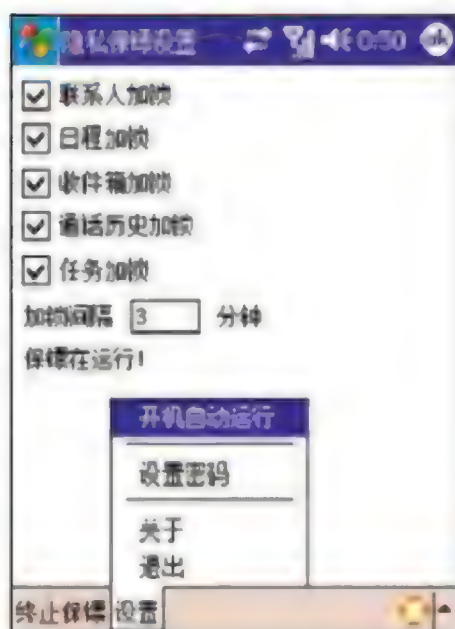 隐私保镖设置 0:50 ok
联系人加锁
日程加锁
收件箱加锁
通话历史加锁
任务加锁
加锁间隔 3 分钟
保镖在运行!
开机自动运行
设置密码
关于
退出
终止保镖 设置